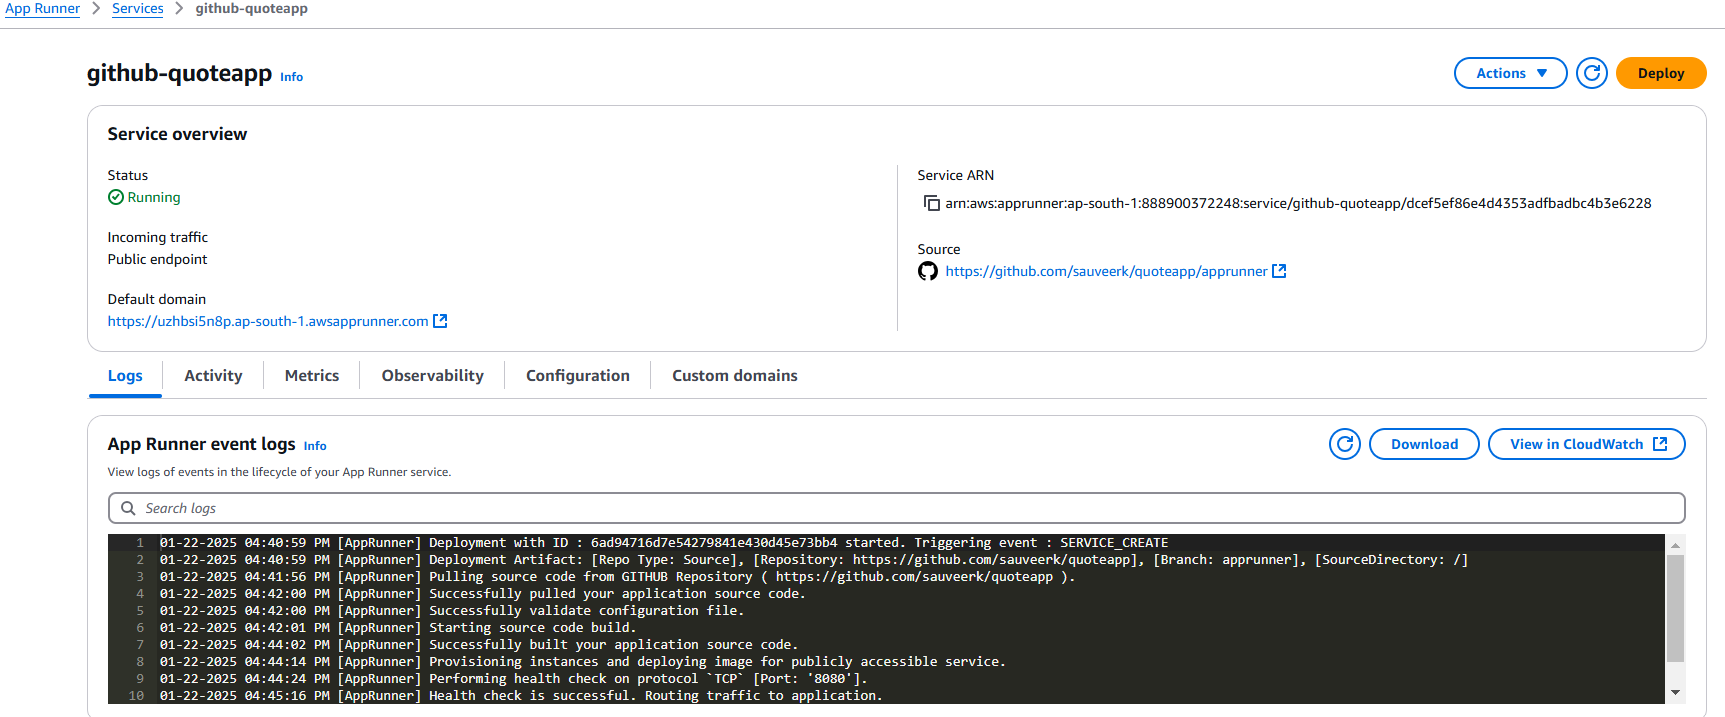 App Runner > Services > github-quoteapp
github-quoteapp Info
Actions Deploy
Service overview
Status
Running
Incoming traffic
Public endpoint
Default domain
https://uzhbsi5n8p.ap-south-1.awsapprunner.com
Service ARN
arn:aws:apprunner:ap-south-1:888900372248:service/github-quoteapp/dcef5ef86e4d4353adfbadbc4b3e6228
Source
https://github.com/sauveerk/quoteapp/apprunner
Logs Activity Metrics Observability Configuration Custom domains
App Runner event logs Info
Download View in CloudWatch
View logs of events in the lifecycle of your App Runner service.
Search logs
1 01-22-2025 04:40:59 PM [AppRunner] Deployment with ID : 6ad94716d7e54279841e430d45e73bb4 started. Triggering event : SERVICE_CREATE
2 01-22-2025 04:40:59 PM [AppRunner] Deployment Artifact: [Repo Type: Source], [Repository: https://github.com/sauveerk/quoteapp], [Branch: apprunner], [SourceDirectory: /]
3 01-22-2025 04:41:56 PM [AppRunner] Pulling source code from GITHUB Repository ( https://github.com/sauveerk/quoteapp ).
4 01-22-2025 04:42:00 PM [AppRunner] Successfully pulled your application source code.
5 01-22-2025 04:42:00 PM [AppRunner] Successfully validate configuration file.
6 01-22-2025 04:42:01 PM [AppRunner] Starting source code build.
7 01-22-2025 04:44:02 PM [AppRunner] Successfully built your application source code.
8 01-22-2025 04:44:14 PM [AppRunner] Provisioning instances and deploying image for publicly accessible service.
9 01-22-2025 04:44:24 PM [AppRunner] Performing health check on protocol `TCP` [Port: '8080'].
10 01-22-2025 04:45:16 PM [AppRunner] Health check is successful. Routing traffic to application.